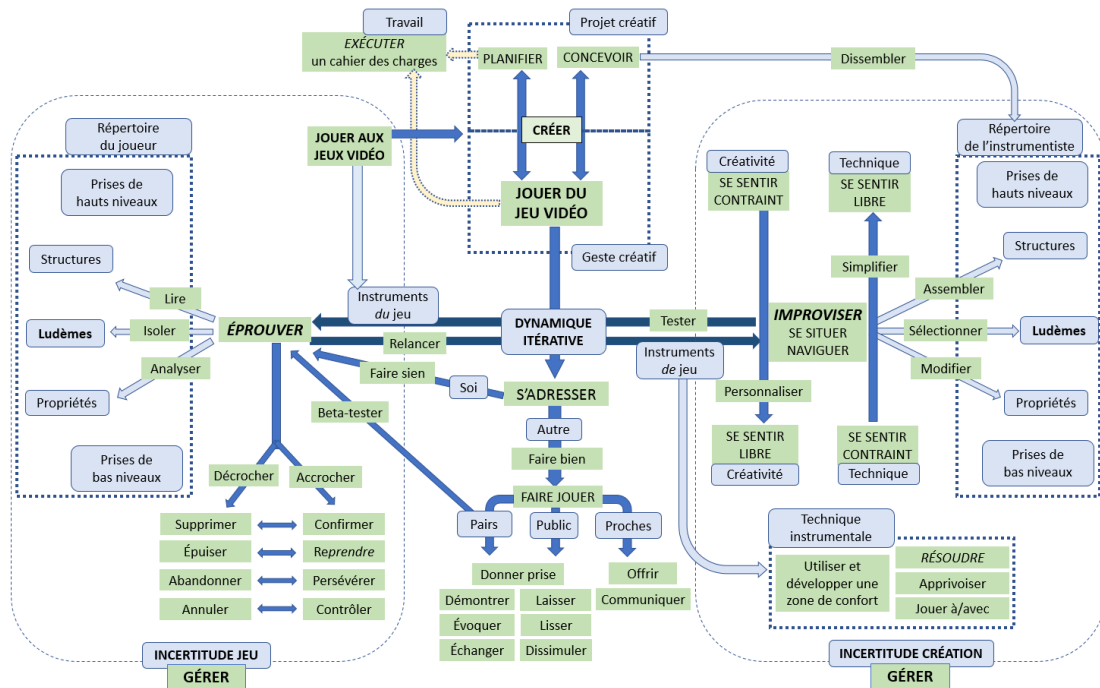 Travail
EXÉCUTER
un cahier des charges
Projet créatif
PLANIFIER
CONCEVOIR
Dissembler
JOUER AUX
JEUX VIDÉO
CRÉER
JOUER DU
JEU VIDÉO
Geste créatif
Répertoire
du joueur
Prises de
hauts niveaux
Structures
Lire
Ludèmes
Isoler
Analyser
Propriétés
Prises de
bas niveaux
ÉPROUVER
Instruments
du jeu
Relancer
Faire sien
Soi
Beta-tester
DYNAMIQUE
ITÉRATIVE
Tester
Instruments
de jeu
S'ADRESSER
Autre
Faire bien
FAIRE JOUER
Pairs
Public
Proches
Donner prise
Démontrer
Laisser
Évoquer
Lisser
Échanger
Dissimuler
Offrir
Communiquer
Décrocher
Accrocher
Supprimer
Confirmer
Épuiser
Reprendre
Abandonner
Persévérer
Annuler
Contrôler
INCERTITUDE JEU
GÉRER
Créativité
SE SENTIR
CONTRAINT
Technique
SE SENTIR
LIBRE
Simplifier
IMPROVISER
SE SITUER
NAVIGUER
Personnaliser
SE SENTIR
LIBRE
Créativité
SE SENTIR
CONTRAINT
Technique
Répertoire
de l'instrumentiste
Prises de
hauts niveaux
Structures
Assembler
Sélectionner
Ludèmes
Modifier
Propriétés
Prises de
bas niveaux
Technique
instrumentale
Utiliser et
développer une
zone de confort
RÉSOUDRE
Apprivoiser
Jouer à/avec
INCERTITUDE CRÉATION
GÉRER